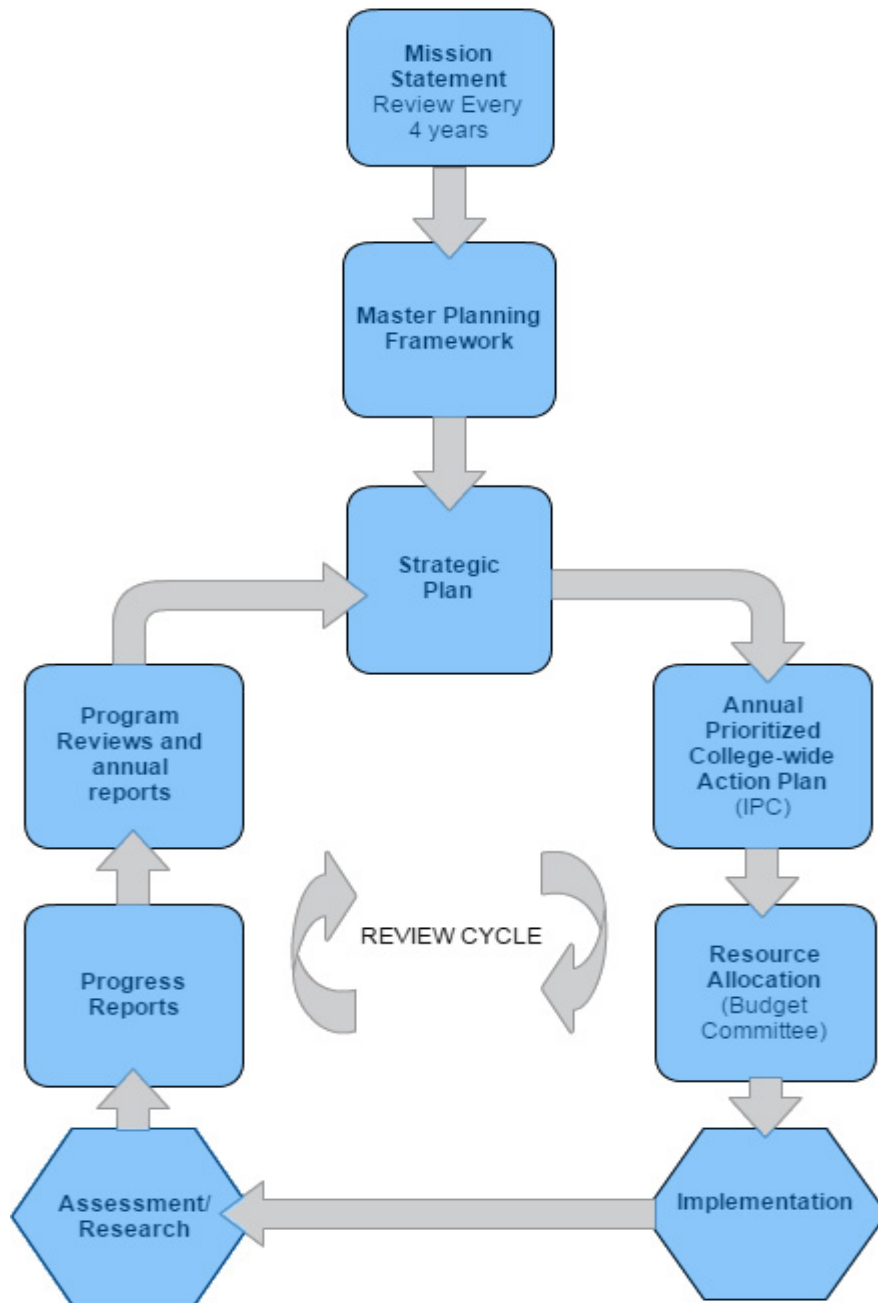 Mission
Statement
Review Every
4 years
Master Planning
Framework
Strategic
Plan
Program
Reviews and
annual
reports
Annual
Prioritized
College-wide
Action Plan
(IPC)
REVIEW CYCLE
Progress
Reports
Resource
Allocation
(Budget
Committee)
Assessment/
Research
Implementation